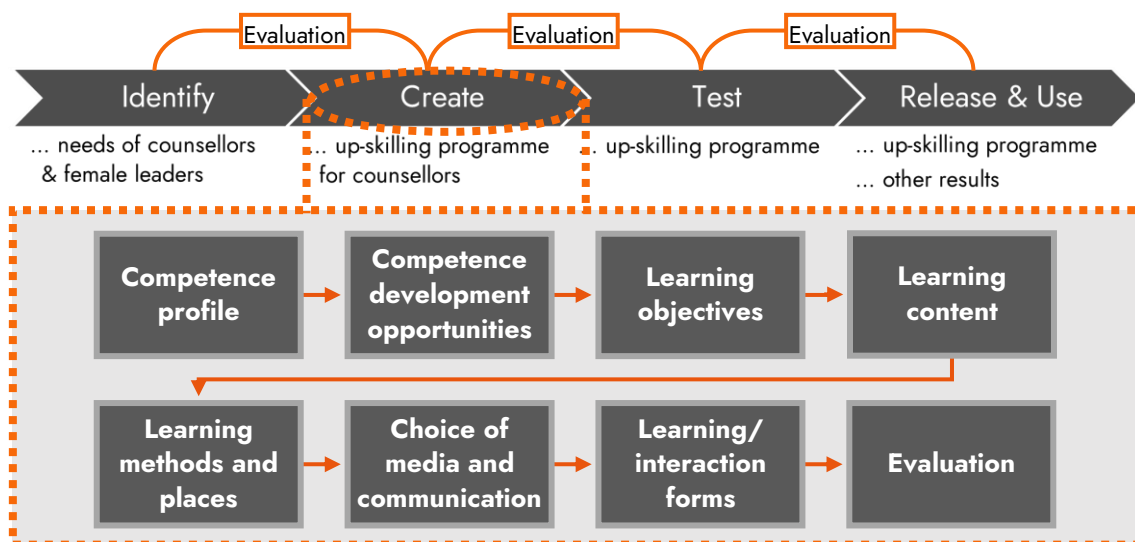 Evaluation
Evaluation
Evaluation
Identify
Create
Test
Release & Use
... needs of counsellors
& female leaders
... up-skilling programme
for counsellors
... up-skilling programme
... up-skilling programme
... other results
Competence
profile
Competence
development
opportunities
Learning
objectives
Learning
content
Learning
methods and
places
Choice of
media and
communication
Learning/
interaction
forms
Evaluation